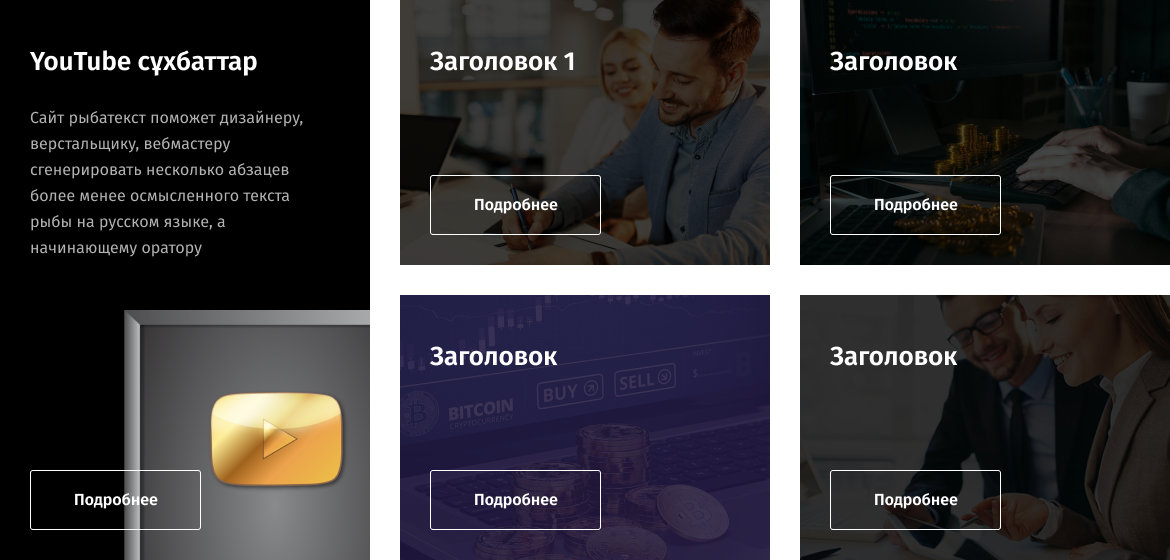 YouTube сұхбаттар
Сайт рыбатекст поможет дизайнеру,
верстальщику, вебмастеру
сгенерировать несколько абзацев
более менее осмысленного текста
рыбы на русском языке, а
начинающему оратору
Подробнее
Заголовок 1
Подробнее
Заголовок
Подробнее
Заголовок
BUY
SELL
BITCOIN
CRYPTOCURRENCY
Подробнее
Заголовок
Подробнее